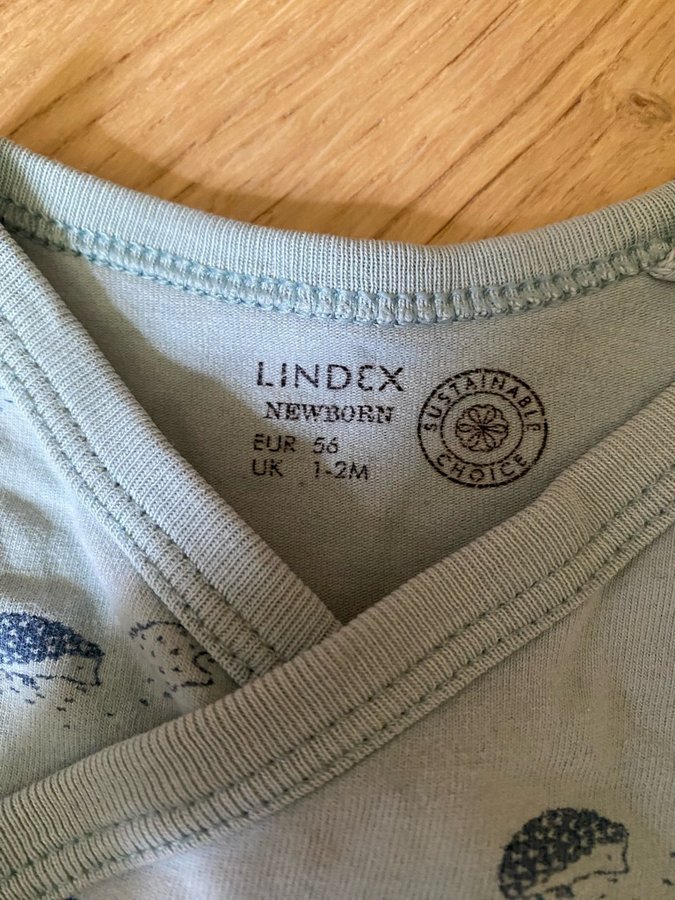 LINDEX
NEWBORN
EUR 56
UK 1-2M
SUSTAINABLE
CHOICE